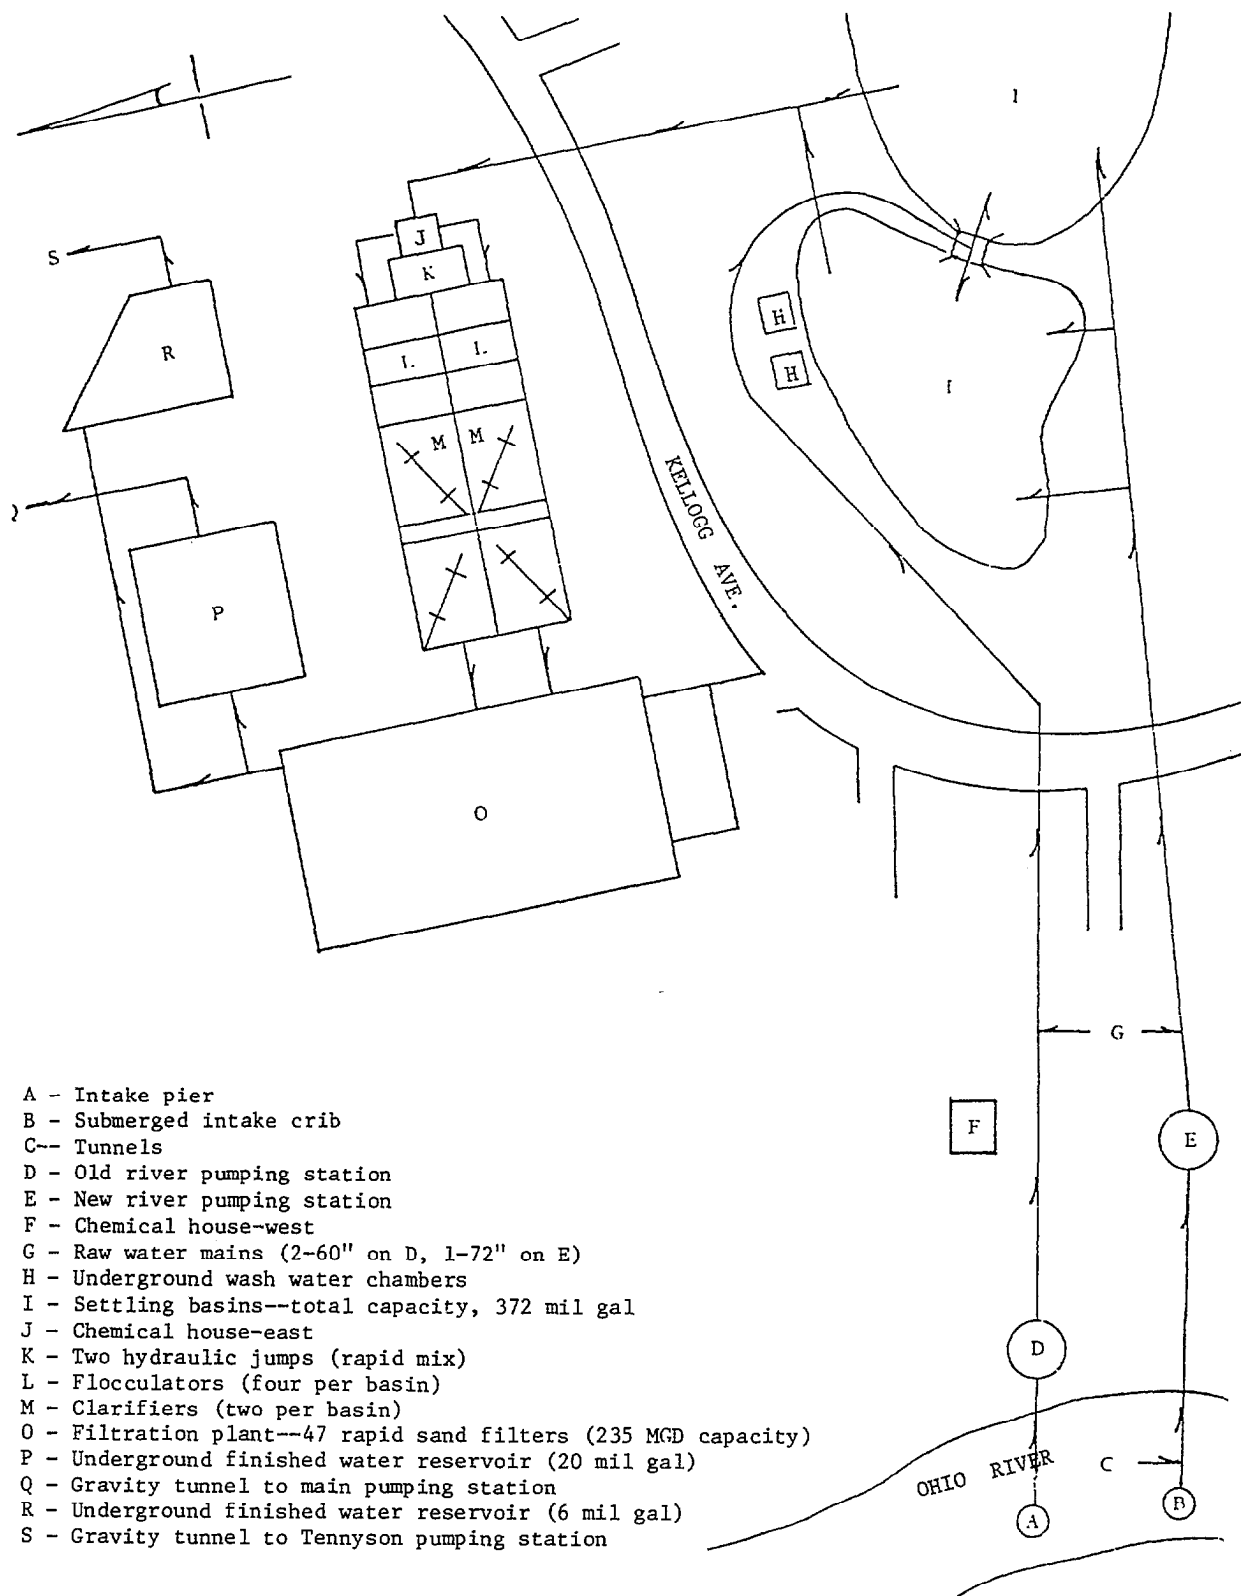 I
J
S
K
R
H
L.
L.
H
I
M
M
KELLOGG AVE.
P
O
G
F
E
D
OHIO RIVER
C
B
A
A - Intake pier
B - Submerged intake crib
C-- Tunnels
D - Old river pumping station
E - New river pumping station
F - Chemical house-west
G - Raw water mains (2-60" on D, 1-72" on E)
H - Underground wash water chambers
I - Settling basins--total capacity, 372 mil gal
J - Chemical house-east
K - Two hydraulic jumps (rapid mix)
L - Flocculators (four per basin)
M - Clarifiers (two per basin)
O - Filtration plant--47 rapid sand filters (235 MGD capacity)
P - Underground finished water reservoir (20 mil gal)
Q - Gravity tunnel to main pumping station
R - Underground finished water reservoir (6 mil gal)
S - Gravity tunnel to Tennyson pumping station